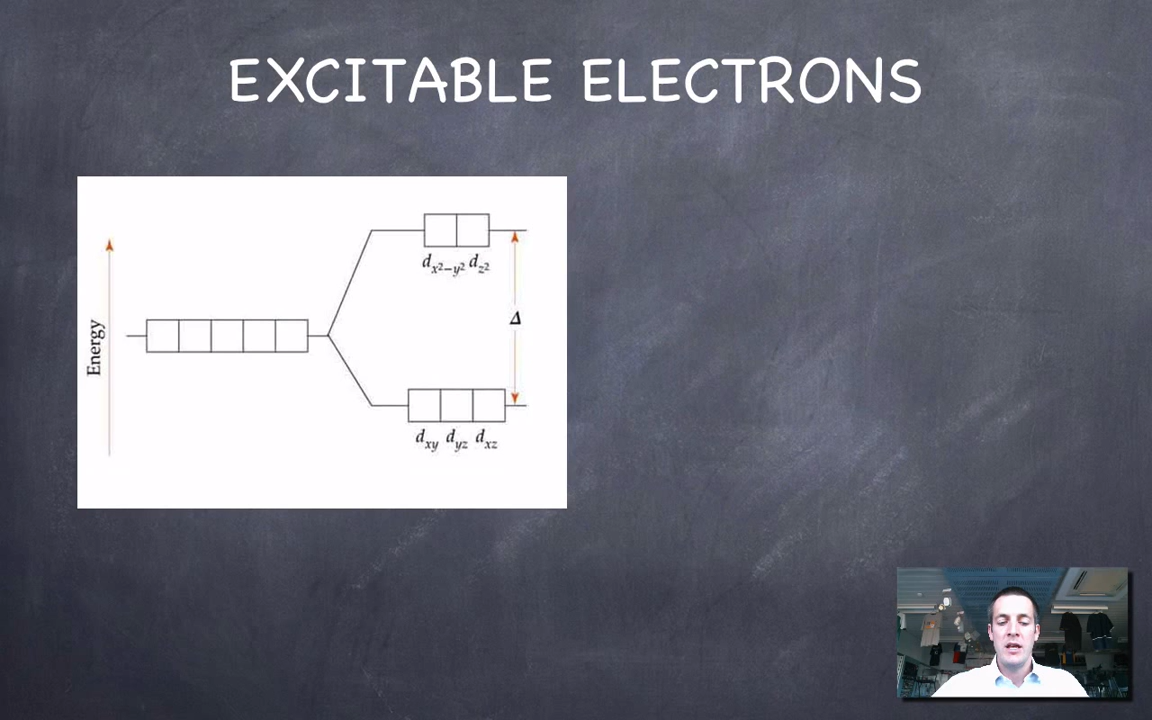 EXCITABLE ELECTRONS
Energy
dx²−y² dz²
Δ
dxy dyz dxz